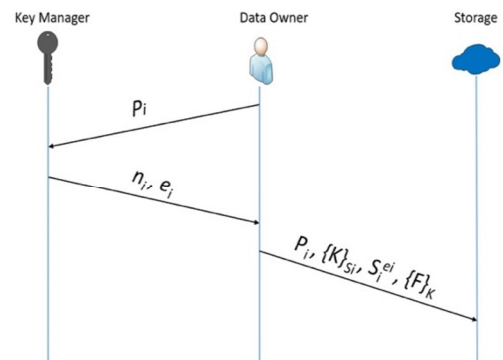 Key Manager Data Owner Storage
Pi
nᵢ, eᵢ
Pᵢ, {K}Sᵢ, Sᵢᵉⁱ, {F}K